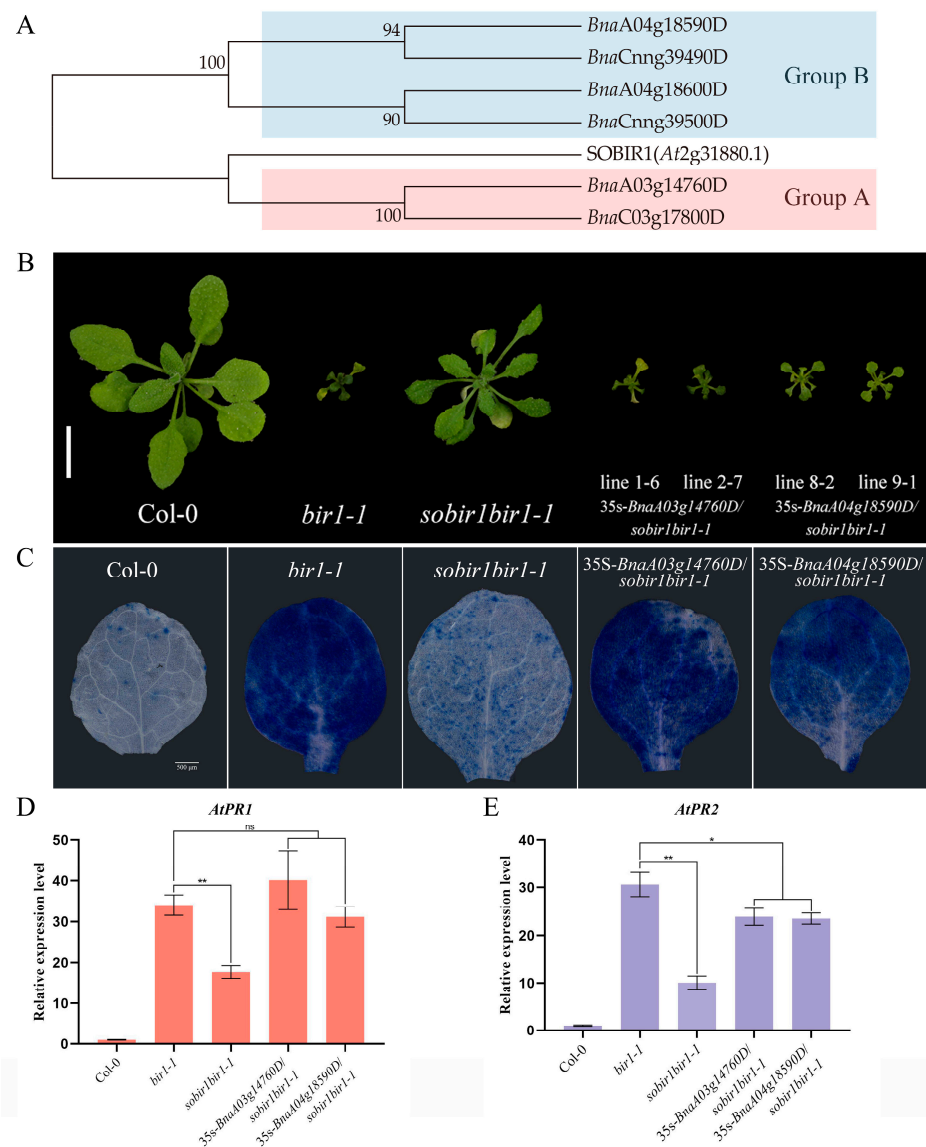 A
94
BnaA04g18590D
BnaCnng39490D
100
BnaA04g18600D
90
BnaCnng39500D
Group B
SOBIR1(At2g31880.1)
BnaA03g14760D
100
BnaC03g17800D
Group A
B
Col-0
bir1-1
sobir1bir1-1
line 1-6 line 2-7
35s-BnaA03g14760D/
sobir1bir1-1
line 8-2 line 9-1
35s-BnaA04g18590D/
sobir1bir1-1
C
Col-0
500 μm
bir1-1
sobir1bir1-1
35S-BnaA03g14760D/
sobir1bir1-1
35S-BnaA04g18590D/
sobir1bir1-1
D
AtPR1
Relative expression level
50
40
30
20
10
0
ns
**
Col-0
bir1-1
sobir1bir1-1
35s-BnaA03g14760D/
sobir1bir1-1
35s-BnaA04g18590D/
sobir1bir1-1
E
AtPR2
Relative expression level
40
30
20
10
0
*
**
Col-0
bir1-1
sobir1bir1-1
35s-BnaA03g14760D/
sobir1bir1-1
35s-BnaA04g18590D/
sobir1bir1-1